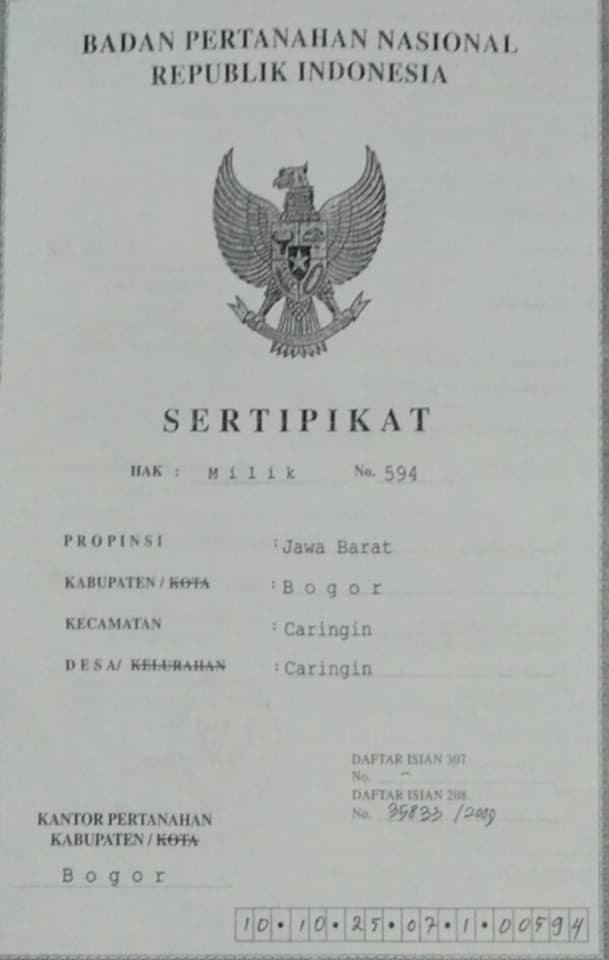 BADAN PERTANAHAN NASIONAL
REPUBLIK INDONESIA
SERTIPIKAT
HAK : Milik No. 594
PROPINSI : Jawa Barat
KABUPATEN / KOTA : Bogor
KECAMATAN : Caringin
DESA/ KELURAHAN : Caringin
DAFTAR ISIAN 307
No. -
DAFTAR ISIAN 208
No. 35833 /2009
KANTOR PERTANAHAN
KABUPATEN / KOTA
Bogor
10•10•25•07•1•00594